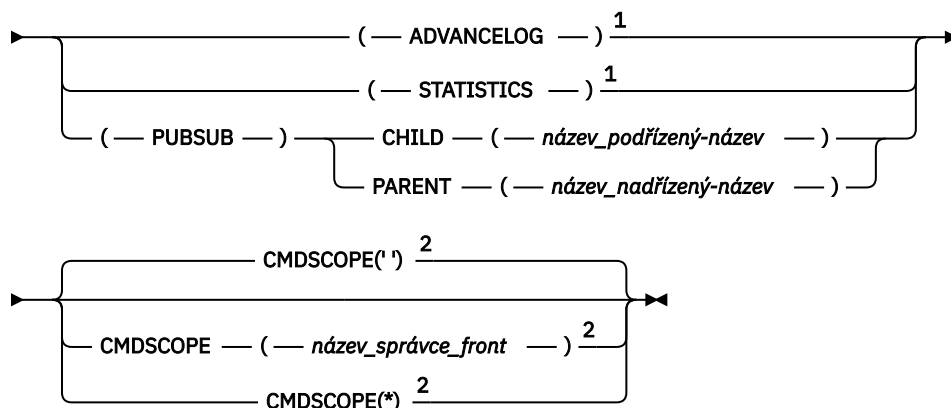 ( ADVANCELOG ) 1
( STATISTICS ) 1
( PUBSUB ) CHILD ( název_podřízený-název )
PARENT ( název_nadřízený-název )
CMDSCOPE(' ') 2
CMDSCOPE ( název_správce_front ) 2
CMDSCOPE(*) 2